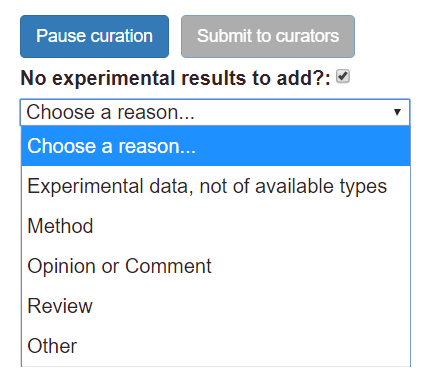 Pause curation Submit to curators
No experimental results to add?:
Choose a reason...
Choose a reason...
Experimental data, not of available types
Method
Opinion or Comment
Review
Other